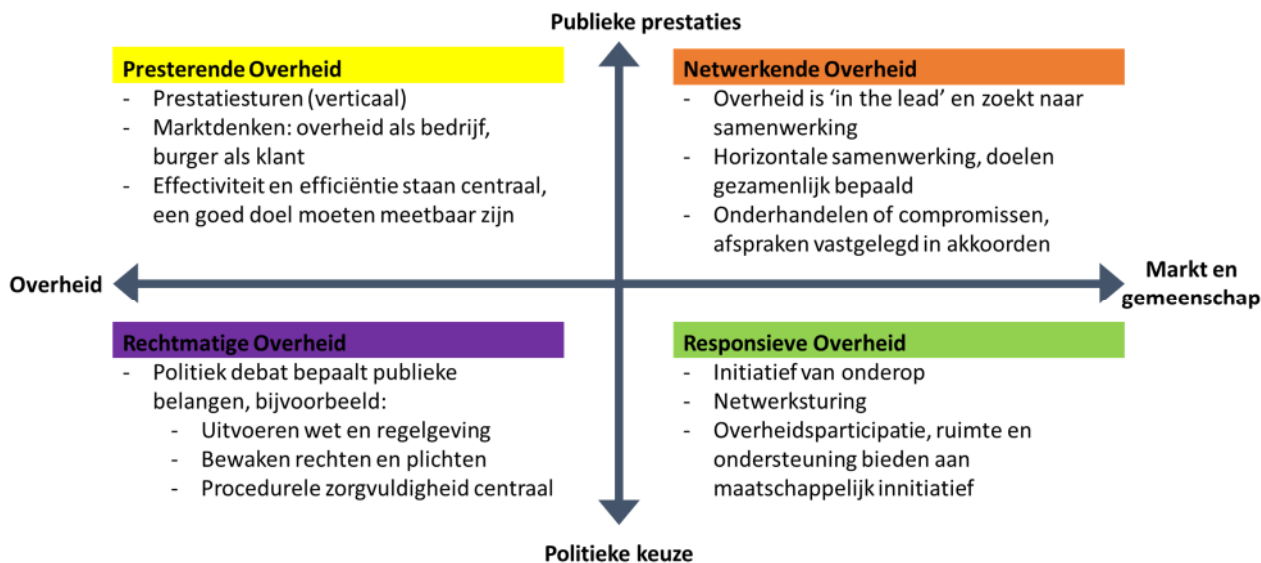 Publieke prestaties
Presterende Overheid
- Prestatiesturen (verticaal)
- Marktdenken: overheid als bedrijf,
burger als klant
- Effectiviteit en efficiëntie staan centraal,
een goed doel moeten meetbaar zijn
Netwerkende Overheid
- Overheid is ‘in the lead’ en zoekt naar
samenwerking
- Horizontale samenwerking, doelen
gezamenlijk bepaald
- Onderhandelen of compromissen,
afspraken vastgelegd in akkoorden
Overheid
Markt en
gemeenschap
Rechtmatige Overheid
- Politiek debat bepaalt publieke
belangen, bijvoorbeeld:
- Uitvoeren wet en regelgeving
- Bewaken rechten en plichten
- Procedurele zorgvuldigheid centraal
Responsieve Overheid
- Initiatief van onderop
- Netwerksturing
- Overheidsparticipatie, ruimte en
ondersteuning bieden aan
maatschappelijk innitiatief
Politieke keuze